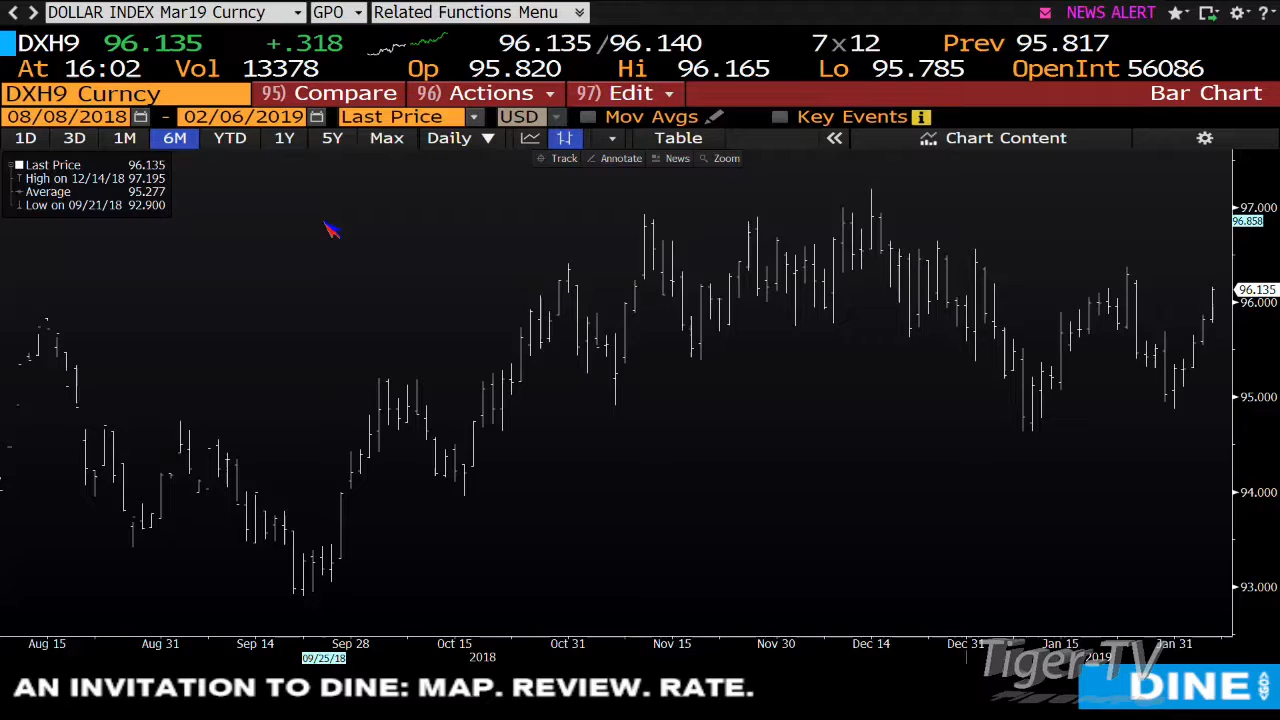 DOLLAR INDEX Mar19 Curncy GPO Related Functions Menu NEWS ALERT ?
DXH9 96.135 +.318 96.135/96.140 7x12 Prev 95.817
At 16:02 Vol 13378 Op 95.820 Hi 96.165 Lo 95.785 OpenInt 56086
DXH9 Curncy 95) Compare 96) Actions 97) Edit Bar Chart
08/08/2018 - 02/06/2019 Last Price USD Mov Avgs Key Events i
1D 3D 1M 6M YTD 1Y 5Y Max Daily Table « Chart Content
Track Annotate News Zoom
Last Price 96.135
High on 12/14/18 97.195
Average 95.277
Low on 09/21/18 92.900
97.000
96.858
96.135
96.000
95.000
94.000
93.000
Aug 15 Aug 31 Sep 14 Sep 28 Oct 15 Oct 31 Nov 15 Nov 30 Dec 14 Dec 31 Jan 15 Jan 31
09/25/18 2018 2019
Tiger-TV
AN INVITATION TO DINE: MAP. REVIEW. RATE. DINE